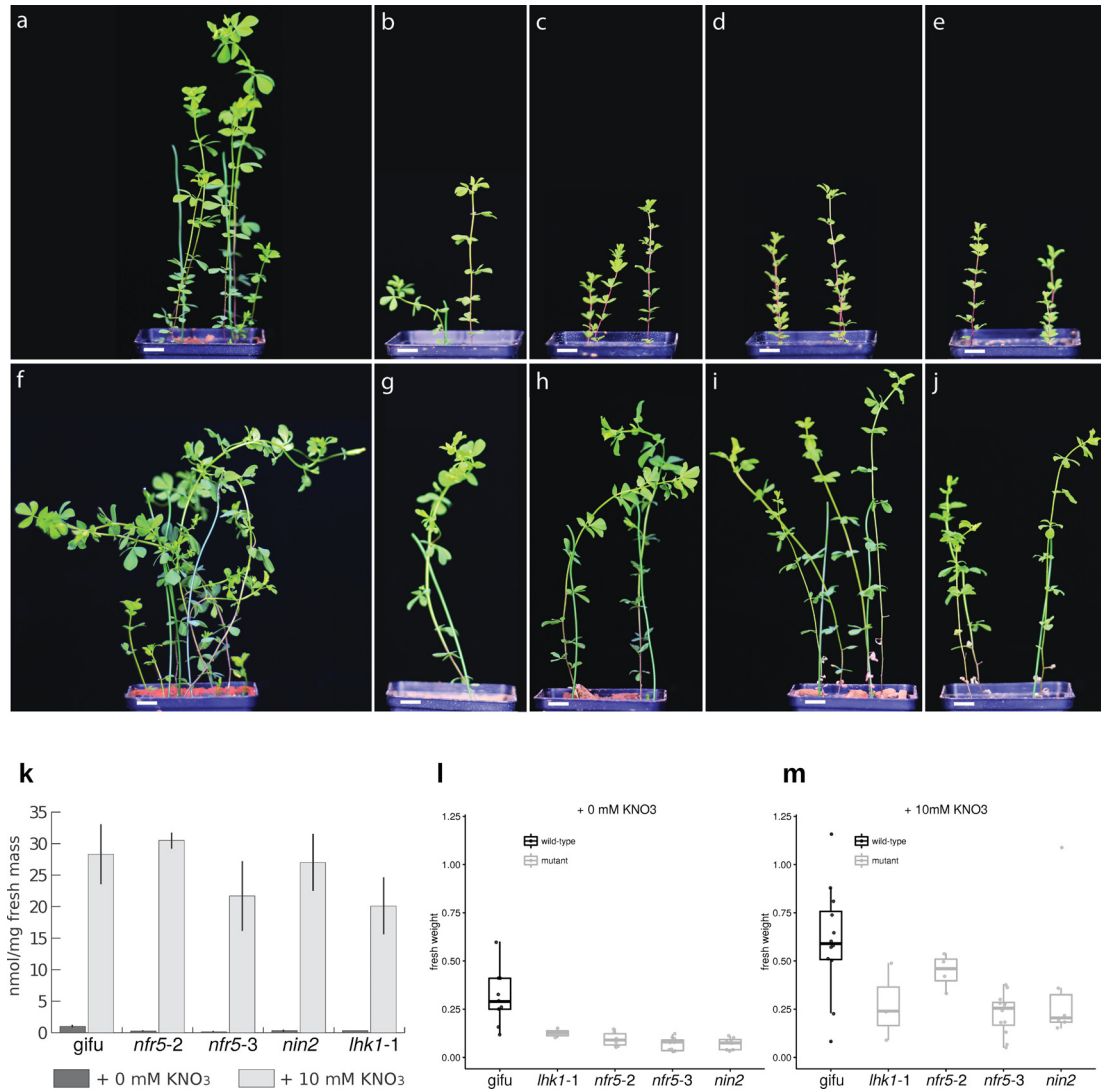 a b c d e
f g h i j
k
nmol/mg fresh mass
35
30
25
20
15
10
5
0
gifu nfr5-2 nfr5-3 nin2 lhk1-1
+ 0 mM KNO3 + 10 mM KNO3
l
+ 0 mM KNO3
wild-type
mutant
fresh weight
1.25
1.00
0.75
0.50
0.25
0.00
gifu lhk1-1 nfr5-2 nfr5-3 nin2
m
+ 10mM KNO3
wild-type
mutant
fresh weight
1.25
1.00
0.75
0.50
0.25
0.00
gifu lhk1-1 nfr5-2 nfr5-3 nin2